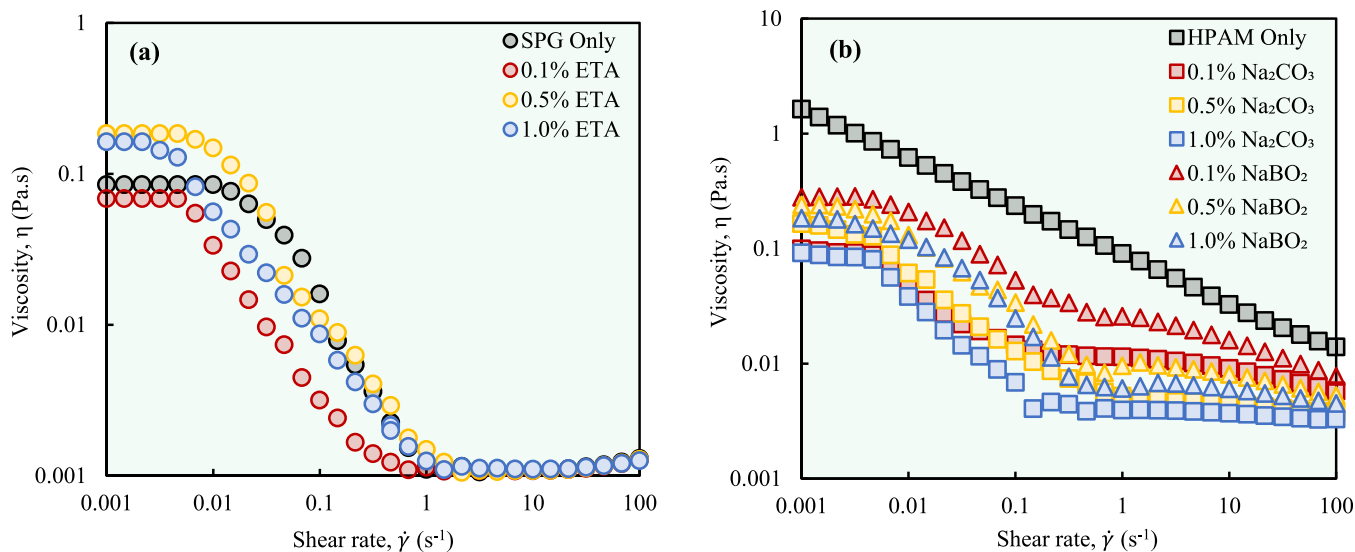 (a)
SPG Only
0.1% ETA
0.5% ETA
1.0% ETA
1
0.1
0.01
0.001
Viscosity, η (Pa.s)
0.001 0.01 0.1 1 10 100
Shear rate, γ̇ (s⁻¹)
(b)
HPAM Only
0.1% Na₂CO₃
0.5% Na₂CO₃
1.0% Na₂CO₃
0.1% NaBO₂
0.5% NaBO₂
1.0% NaBO₂
10
1
0.1
0.01
0.001
Viscosity, η (Pa.s)
0.001 0.01 0.1 1 10 100
Shear rate, γ̇ (s⁻¹)